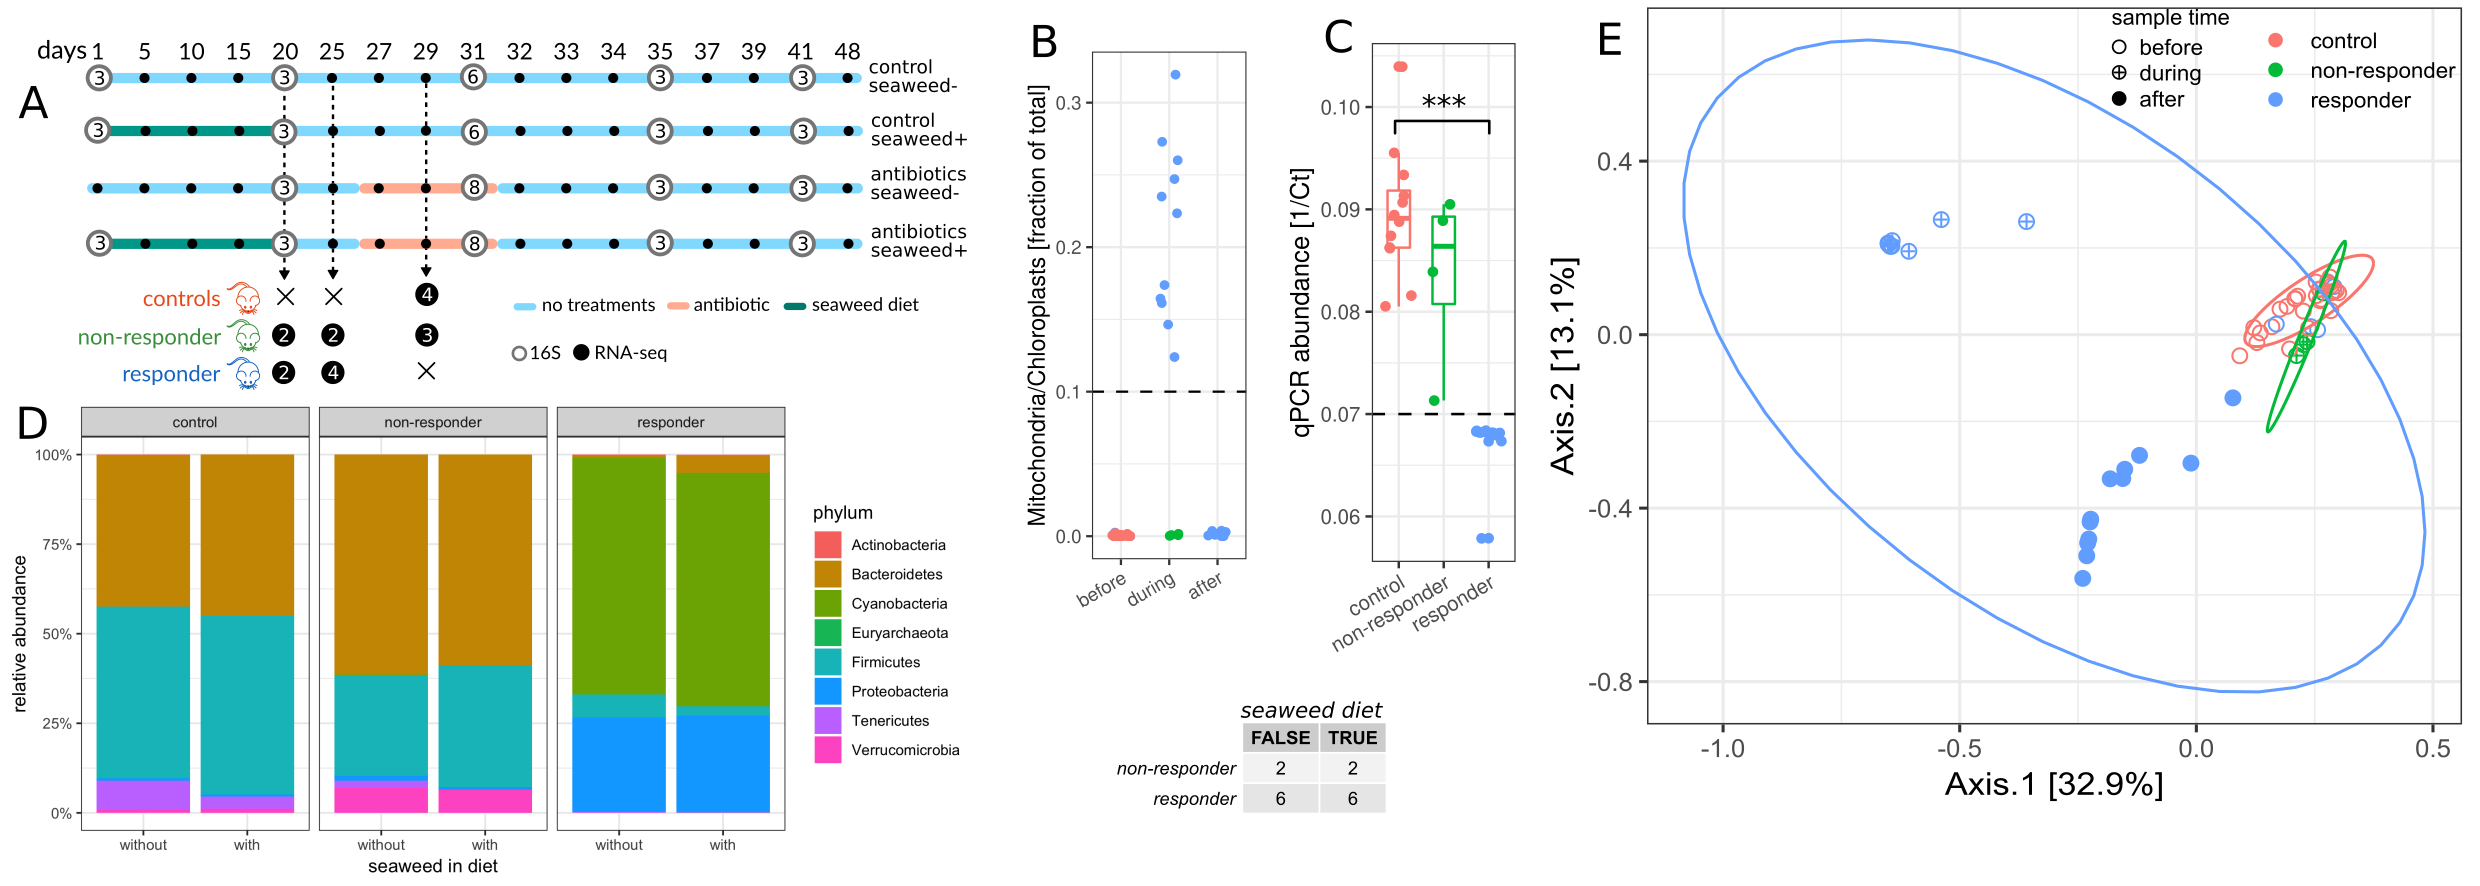 A
days 1 5 10 15 20 25 27 29 31 32 33 34 35 37 39 41 48
3 3 6 3 3 control seaweed-
3 3 6 3 3 control seaweed+
3 8 3 3 antibiotics seaweed-
3 3 8 3 3 antibiotics seaweed+
controls 4
non-responder 2 2 3
responder 2 4
no treatments antibiotic seaweed diet
16S RNA-seq
B
Mitochondria/Chloroplasts [fraction of total]
0.3
0.2
0.1
0.0
before during after
C
qPCR abundance [1/Ct]
***
0.10
0.09
0.08
0.07
0.06
control non-responder responder
seaweed diet
FALSE TRUE
non-responder 2 2
responder 6 6
D
control non-responder responder
relative abundance
100%
75%
50%
25%
0%
without with without with without with
seaweed in diet
phylum
Actinobacteria
Bacteroidetes
Cyanobacteria
Euryarchaeota
Firmicutes
Proteobacteria
Tenericutes
Verrucomicrobia
E
sample time
before
during
after
control
non-responder
responder
Axis.2 [13.1%]
0.4
0.0
-0.4
-0.8
-1.0 -0.5 0.0 0.5
Axis.1 [32.9%]